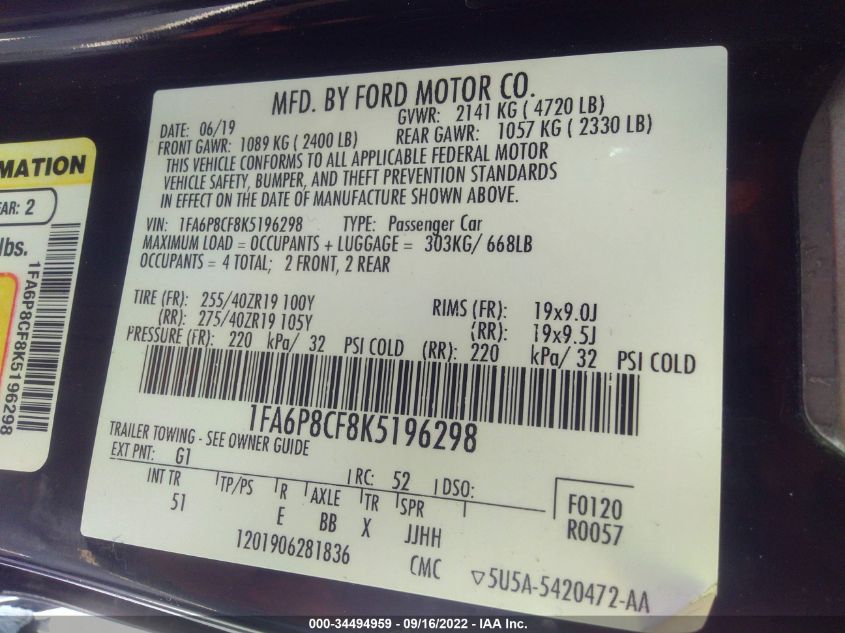 MFD. BY FORD MOTOR CO.
DATE: 06/19
GVWR: 2141 KG ( 4720 LB)
FRONT GAWR: 1089 KG ( 2400 LB)
REAR GAWR: 1057 KG ( 2330 LB)
THIS VEHICLE CONFORMS TO ALL APPLICABLE FEDERAL MOTOR
VEHICLE SAFETY, BUMPER, AND THEFT PREVENTION STANDARDS
IN EFFECT ON THE DATE OF MANUFACTURE SHOWN ABOVE.
VIN: 1FA6P8CF8K5196298 TYPE: Passenger Car
MAXIMUM LOAD = OCCUPANTS + LUGGAGE = 303KG/ 668LB
OCCUPANTS = 4 TOTAL; 2 FRONT, 2 REAR
TIRE (FR): 255/40ZR19 100Y RIMS (FR): 19x9.0J
(RR): 275/40ZR19 105Y (RR): 19x9.5J
PRESSURE (FR): 220 kPa/ 32 PSI COLD (RR): 220 kPa/ 32 PSI COLD
1FA6P8CF8K5196298
TRAILER TOWING - SEE OWNER GUIDE
EXT PNT: G1 RC: 52 DSO:
INT TR TP/PS R AXLE TR SPR
51 E BB X JJHH
F0120
R0057
1201906281836 CMC ▽5U5A-5420472-AA
MATION
AR: 2
lbs.
1FA6P8CF8K5196298
000-34494959 - 09/16/2022 - IAA Inc.